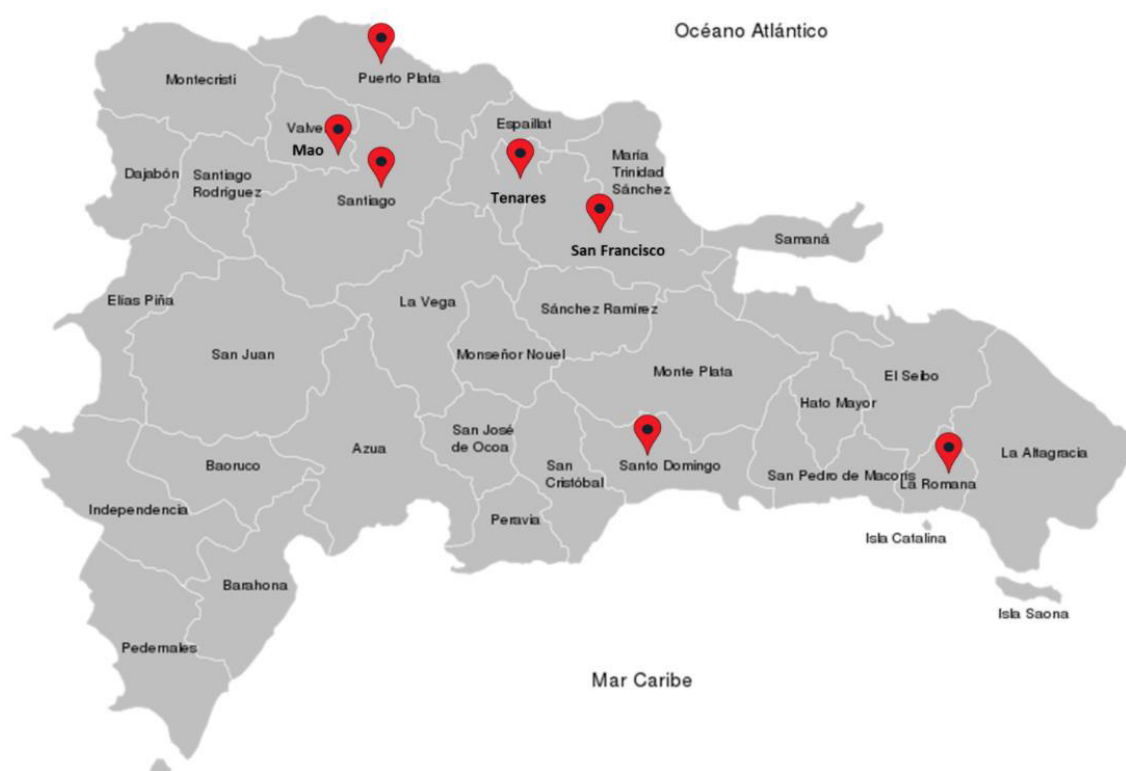 Océano Atlántico
Montecristi
Puerto Plata
Espaillat
Valve
Mao
María
Trinidad
Sánchez
Dajabón
Santiago
Rodríguez
Santiago
Tenares
San Francisco
Samaná
Elías Piña
La Vega
Sánchez Ramírez
San Juan
Monseñor Nouel
Monte Plata
El Seibo
Hato Mayor
San José
de Ocoa
Azua
La Altagracia
Baoruco
San
Cristóbal
Santo Domingo
San Pedro de Macorís
La Romana
Independencia
Peravia
Isla Catalina
Barahona
Isla Saona
Pedernales
Mar Caribe